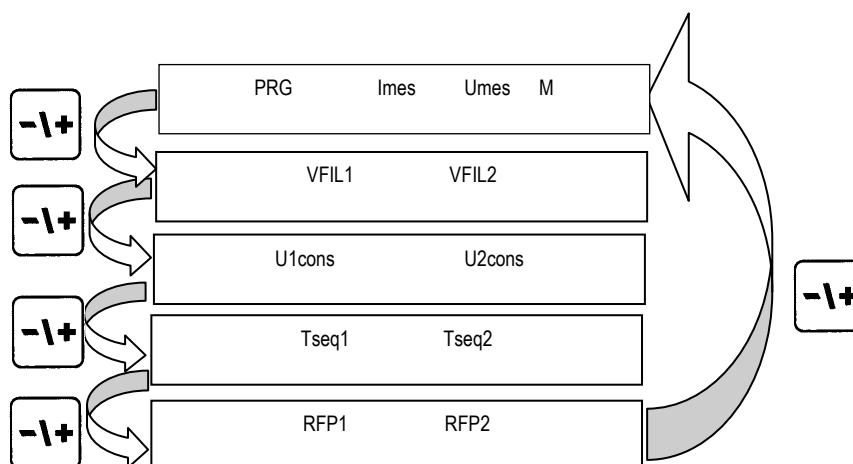 PRG Imes Umes M
-\+
VFIL1 VFIL2
-\+
U1cons U2cons
-\+
-\+
Tseq1 Tseq2
RFP1 RFP2
-\+